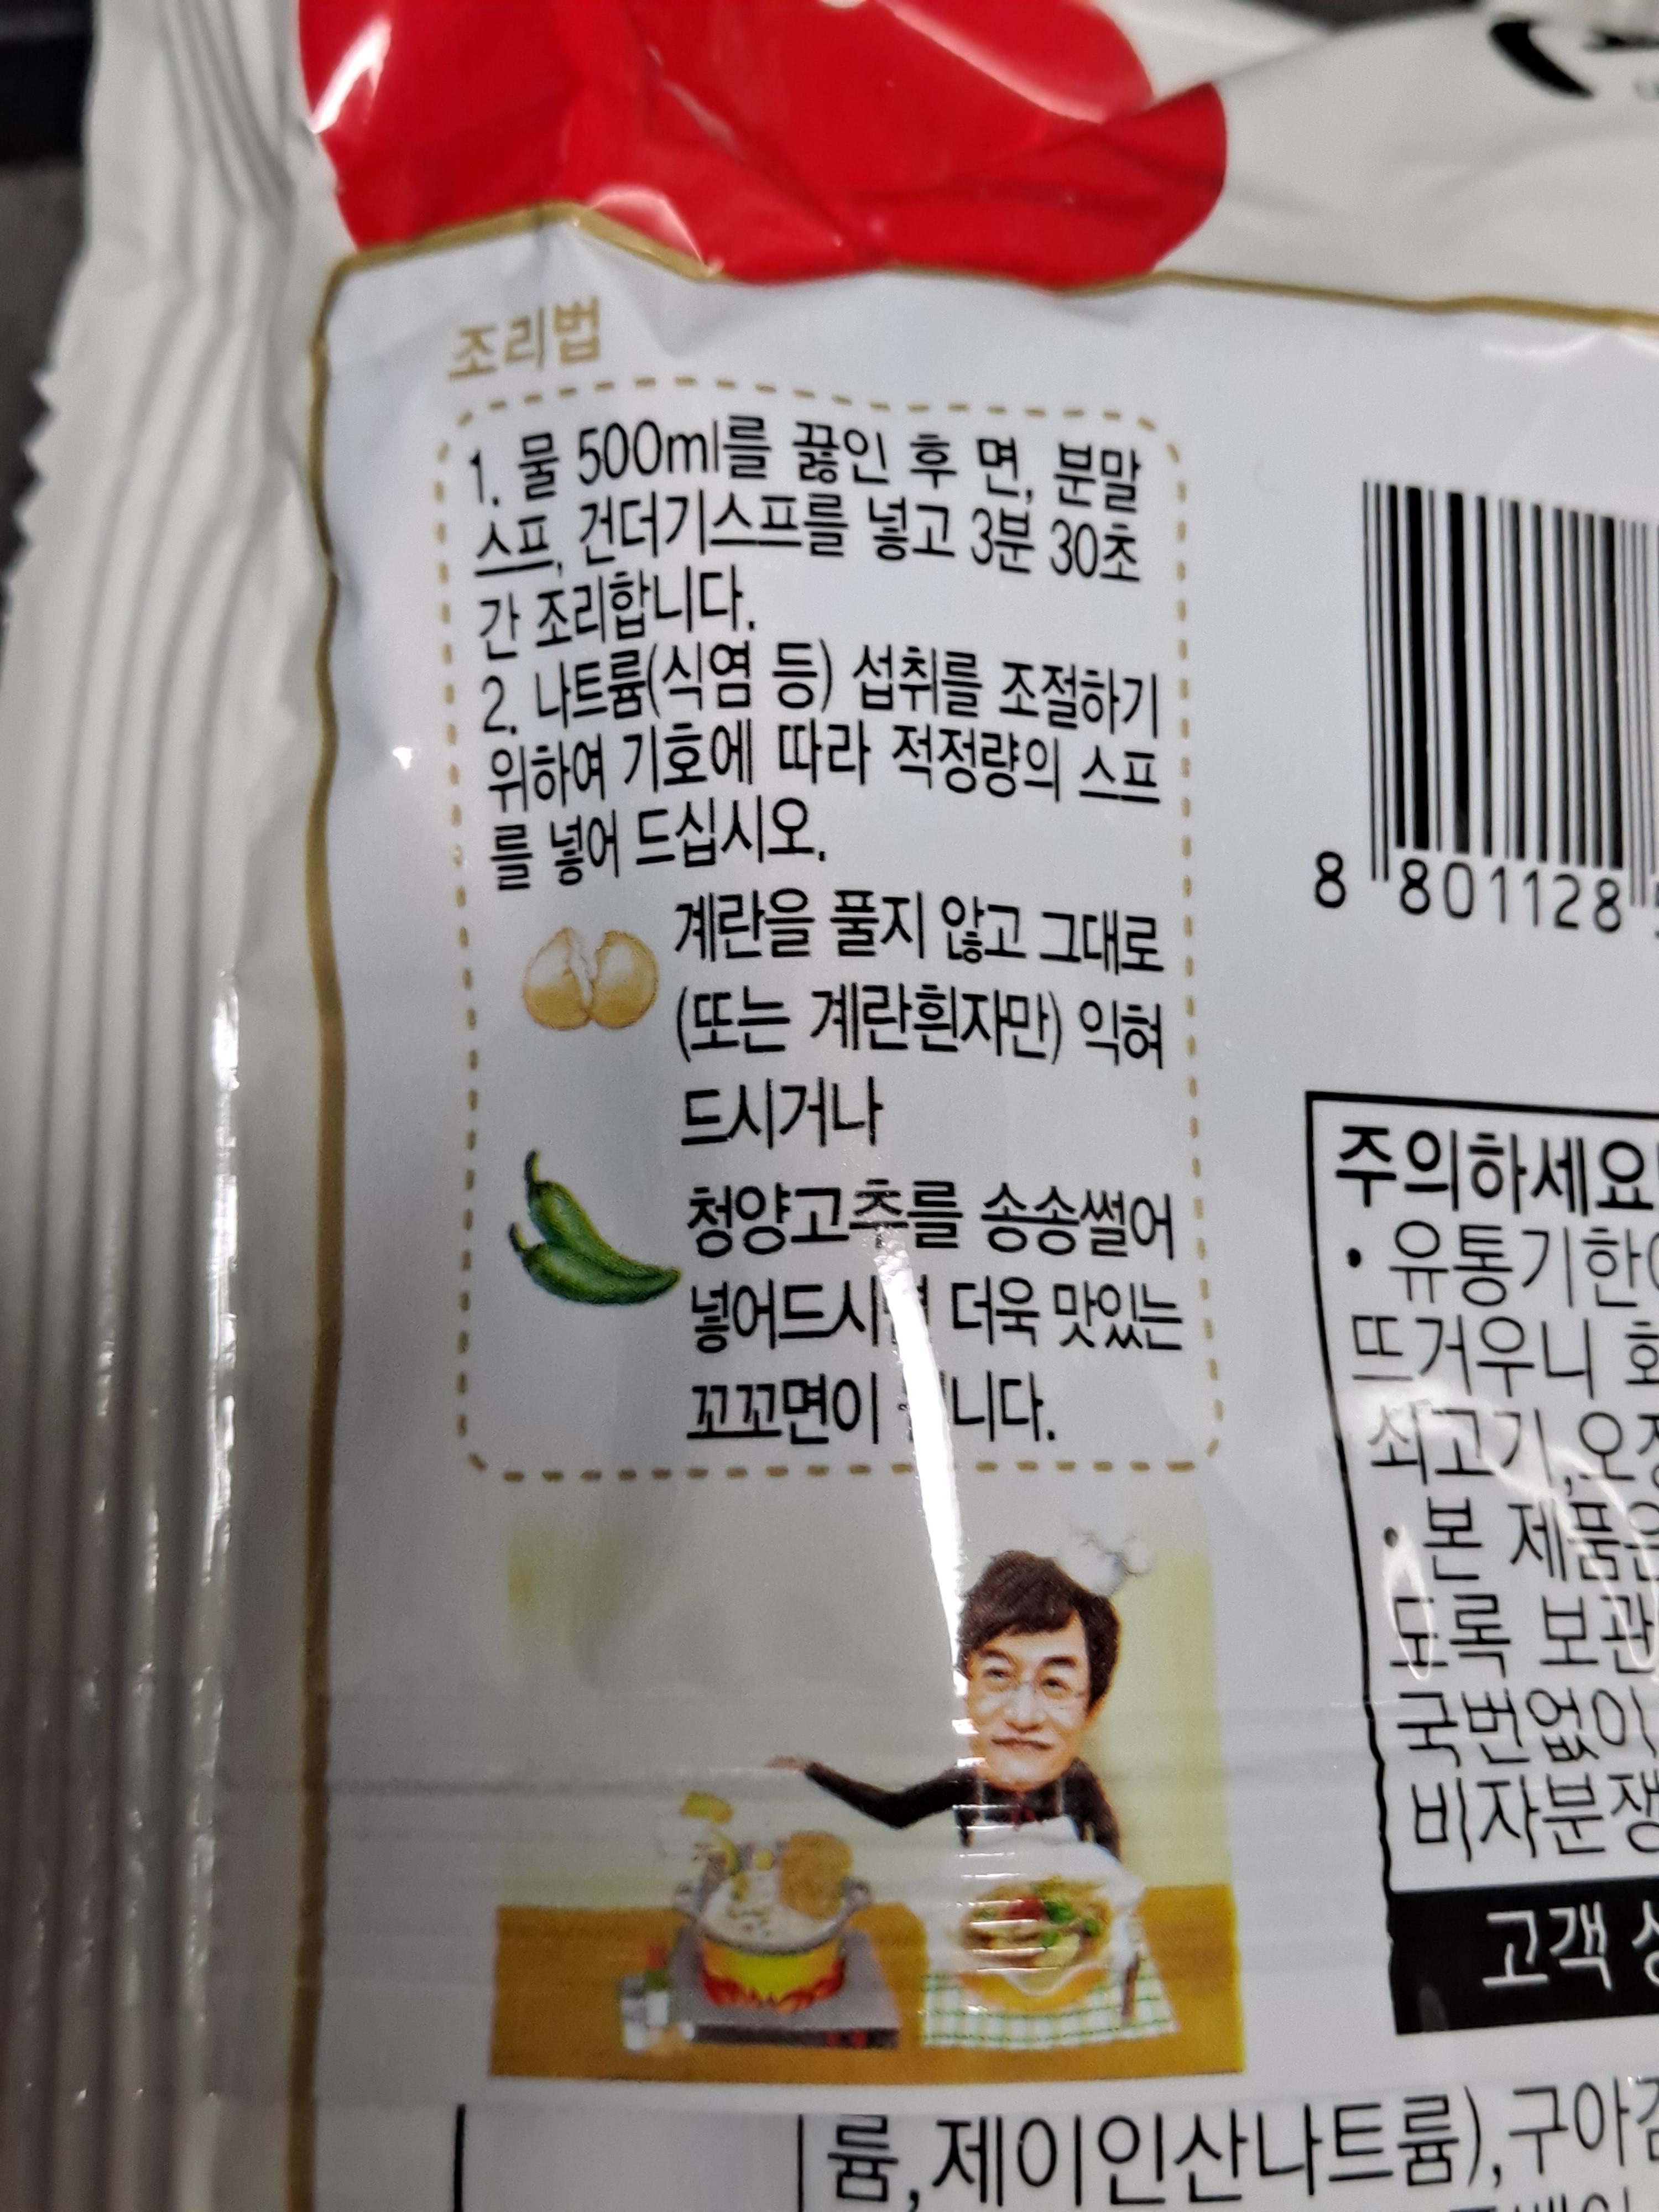 조리법
1. 물 500ml를 끓인 후 면, 분말
스프, 건더기스프를 넣고 3분 30초
간 조리합니다.
2. 나트륨(식염 등) 섭취를 조절하기
위하여 기호에 따라 적정량의 스프
를 넣어 드십시오.
계란을 풀지 않고 그대로
(또는 계란흰자만) 익혀
드시거나
청양고추를 송송썰어
넣어드시면 더욱 맛있는
꼬꼬면이 니다.
8 801128
주의하세요
• 유통기한
뜨거우니
쇠고기,오징
• 본 제품은
도록 보관
국번없이
비자분쟁
고객
륨,제이인산나트륨),구아